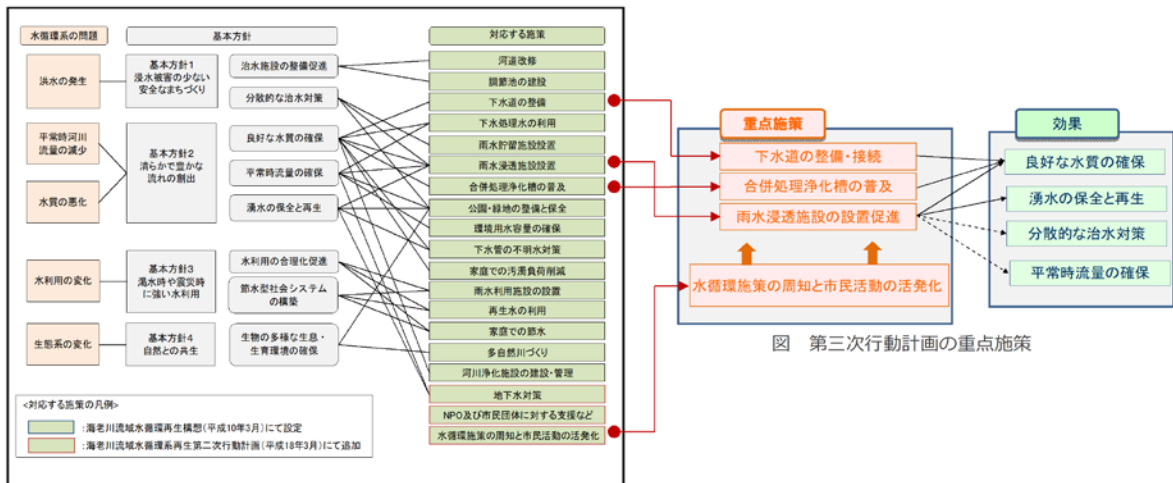 水循環系の問題
基本方針
対応する施策
洪水の発生
平常時河川
流量の減少
水質の悪化
水利用の変化
生態系の変化
基本方針1
浸水被害の少ない
安全なまちづくり
基本方針2
清らかで豊かな
流れの創出
基本方針3
渇水時や震災時
に強い水利用
基本方針4
自然との共生
治水施設の整備促進
分散的な治水対策
良好な水質の確保
平常時流量の確保
湧水の保全と再生
水利用の合理化促進
節水型社会システム
の構築
生物の多様な生息・
生育環境の確保
河道改修
調節池の建設
下水道の整備
下水処理水の利用
雨水貯留施設設置
雨水浸透施設設置
合併処理浄化槽の普及
公園・緑地の整備と保全
環境用水容量の確保
下水管の不明水対策
家庭での汚濁負荷削減
雨水利用施設の設置
再生水の利用
家庭での節水
多自然川づくり
河川浄化施設の建設・管理
地下水対策
NPO及び市民団体に対する支援など
水循環施策の周知と市民活動の活発化
<対応する施策の凡例>
:海老川流域水循環再生構想(平成10年3月)にて設定
:海老川流域水循環系再生第二次行動計画(平成18年3月)にて追加
重点施策
下水道の整備・接続
合併処理浄化槽の普及
雨水浸透施設の設置促進
水循環施策の周知と市民活動の活発化
効果
良好な水質の確保
湧水の保全と再生
分散的な治水対策
平常時流量の確保
図　第三次行動計画の重点施策